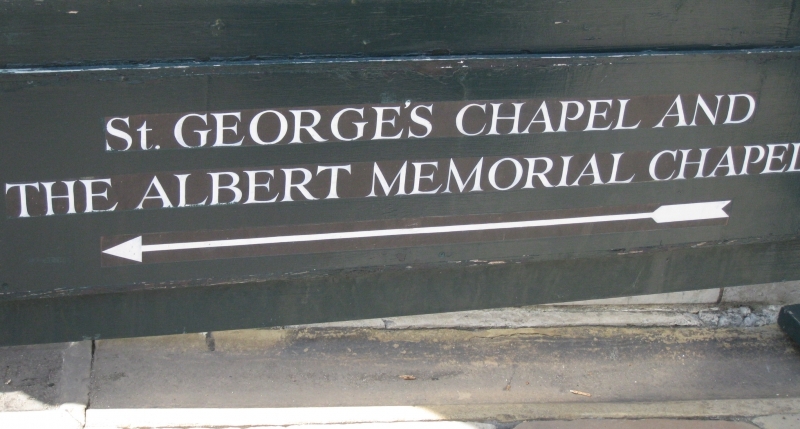 St. GEORGE'S CHAPEL AND
THE ALBERT MEMORIAL CHAPEL